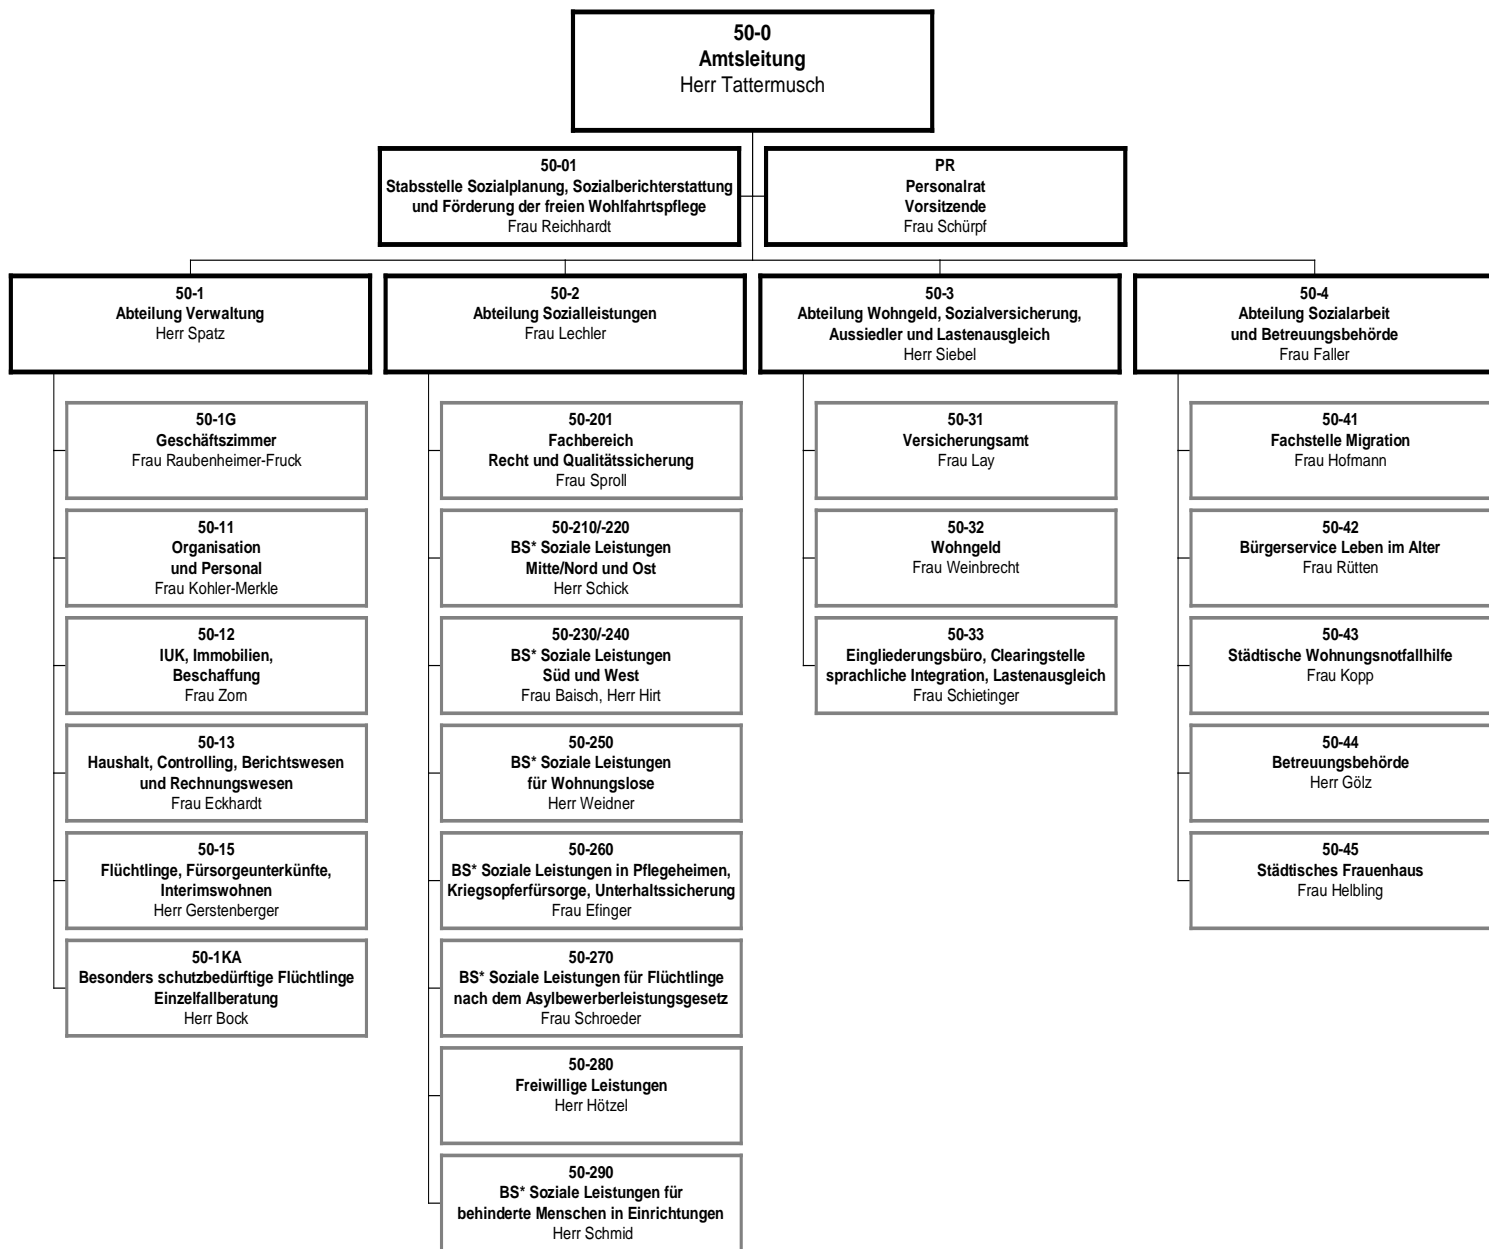 50-0
Amtsleitung
Herr Tattermusch
50-01
Stabsstelle Sozialplanung, Sozialberichterstattung
und Förderung der freien Wohlfahrtspflege
Frau Reichhardt
PR
Personalrat
Vorsitzende
Frau Schürpf
50-1
Abteilung Verwaltung
Herr Spatz
50-1G
Geschäftszimmer
Frau Raubenheimer-Fruck
50-11
Organisation
und Personal
Frau Kohler-Merkle
50-12
IUK, Immobilien,
Beschaffung
Frau Zorn
50-13
Haushalt, Controlling, Berichtswesen
und Rechnungswesen
Frau Eckhardt
50-15
Flüchtlinge, Fürsorgeunterkünfte,
Interimswohnen
Herr Gerstenberger
50-1KA
Besonders schutzbedürftige Flüchtlinge
Einzelfallberatung
Herr Bock
50-2
Abteilung Sozialleistungen
Frau Lechler
50-201
Fachbereich
Recht und Qualitätssicherung
Frau Sproll
50-210/-220
BS* Soziale Leistungen
Mitte/Nord und Ost
Herr Schick
50-230/-240
BS* Soziale Leistungen
Süd und West
Frau Baisch, Herr Hirt
50-250
BS* Soziale Leistungen
für Wohnungslose
Herr Weidner
50-260
BS* Soziale Leistungen in Pflegeheimen,
Kriegsopferfürsorge, Unterhaltssicherung
Frau Efinger
50-270
BS* Soziale Leistungen für Flüchtlinge
nach dem Asylbewerberleistungsgesetz
Frau Schroeder
50-280
Freiwillige Leistungen
Herr Hötzel
50-290
BS* Soziale Leistungen für
behinderte Menschen in Einrichtungen
Herr Schmid
50-3
Abteilung Wohngeld, Sozialversicherung,
Aussiedler und Lastenausgleich
Herr Siebel
50-31
Versicherungsamt
Frau Lay
50-32
Wohngeld
Frau Weinbrecht
50-33
Eingliederungsbüro, Clearingstelle
sprachliche Integration, Lastenausgleich
Frau Schietinger
50-4
Abteilung Sozialarbeit
und Betreuungsbehörde
Frau Faller
50-41
Fachstelle Migration
Frau Hofmann
50-42
Bürgerservice Leben im Alter
Frau Rütten
50-43
Städtische Wohnungsnotfallhilfe
Frau Kopp
50-44
Betreuungsbehörde
Herr Gölz
50-45
Städtisches Frauenhaus
Frau Helbling